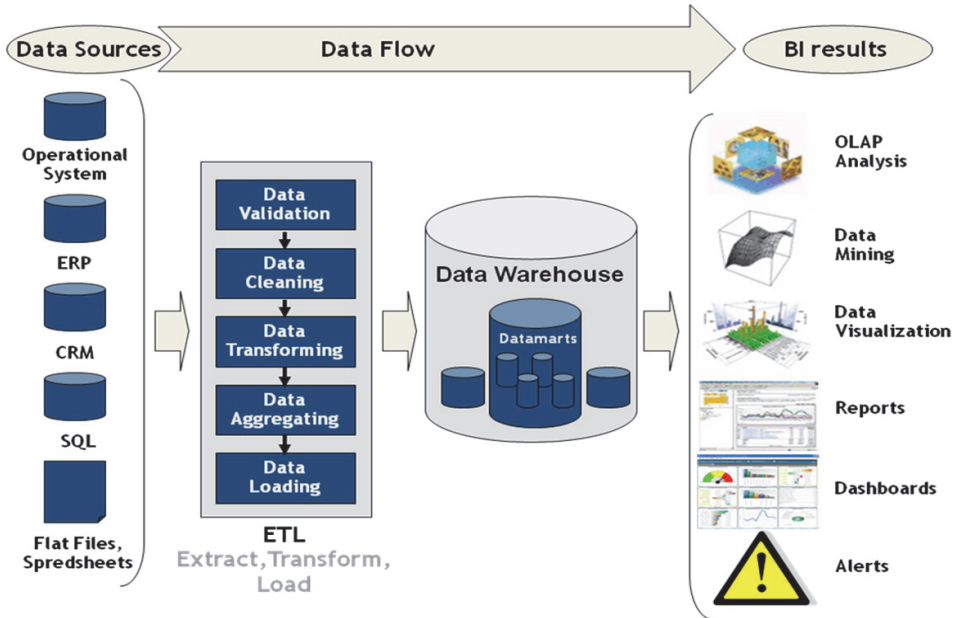 Data Sources
Data Flow
BI results
Operational
System
ERP
CRM
SQL
Flat Files,
Spredsheets
Data
Validation
Data
Cleaning
Data
Transforming
Data
Aggregating
Data
Loading
ETL
Extract,Transform,
Load
Data Warehouse
Datamarts
OLAP
Analysis
Data
Mining
Data
Visualization
Reports
Dashboards
Alerts